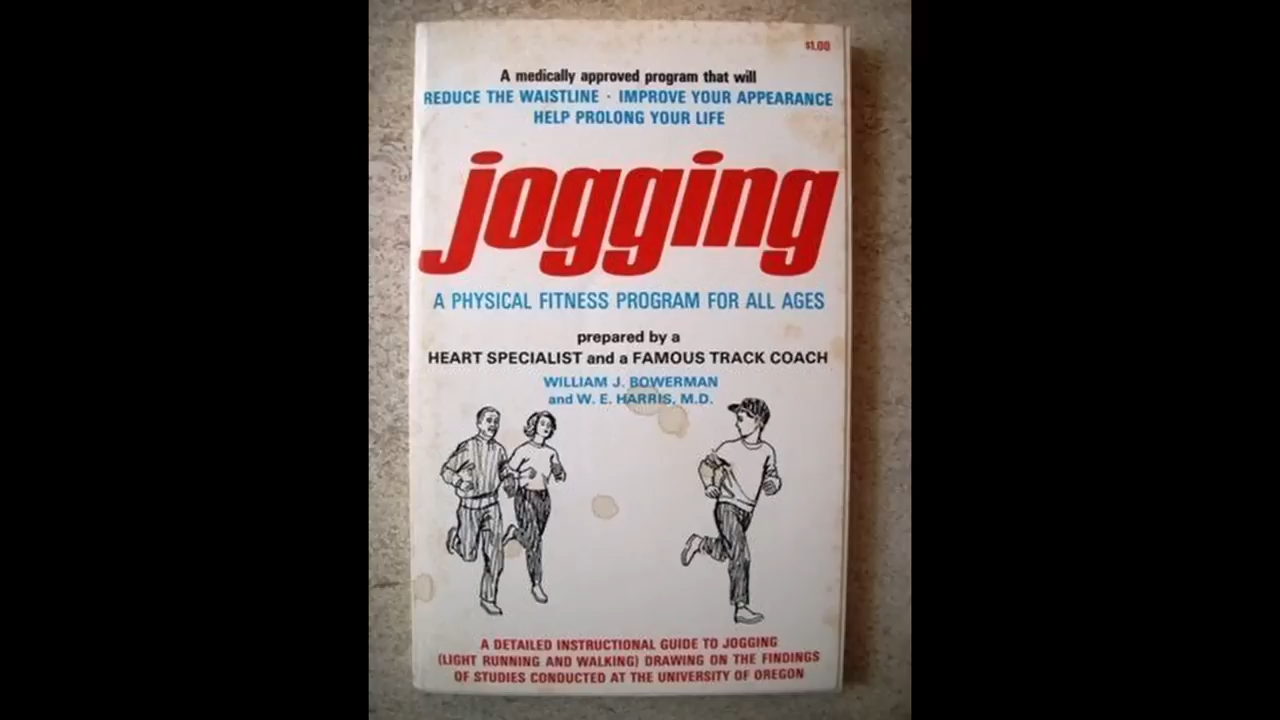 $1.00
A medically approved program that will
REDUCE THE WAISTLINE · IMPROVE YOUR APPEARANCE
HELP PROLONG YOUR LIFE
jogging
A PHYSICAL FITNESS PROGRAM FOR ALL AGES
prepared by a
HEART SPECIALIST and a FAMOUS TRACK COACH
WILLIAM J. BOWERMAN
and W. E. HARRIS, M.D.
A DETAILED INSTRUCTIONAL GUIDE TO JOGGING
(LIGHT RUNNING AND WALKING) DRAWING ON THE FINDINGS
OF STUDIES CONDUCTED AT THE UNIVERSITY OF OREGON